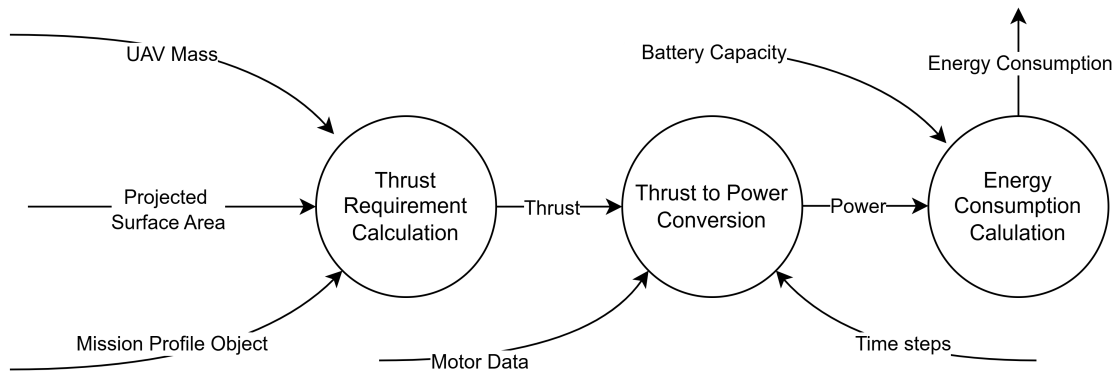 UAV Mass
Battery Capacity
Energy Consumption
Projected
Surface Area
Thrust
Requirement
Calculation
Thrust
Thrust to Power
Conversion
Power
Energy
Consumption
Calulation
Mission Profile Object
Motor Data
Time steps